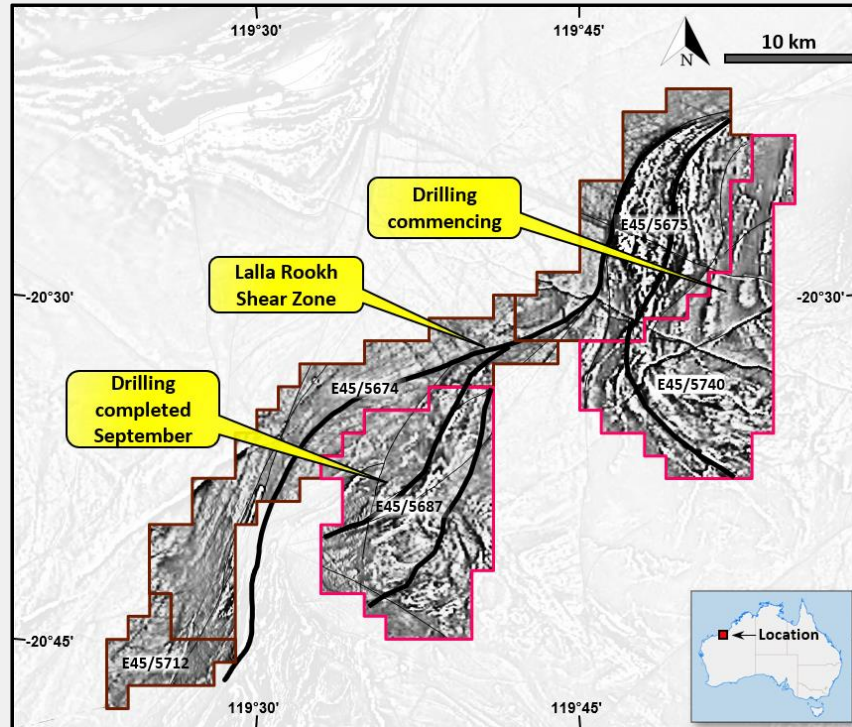 119°30'
119°45'
N
10 km
Drilling
commencing
E45/5675
Lalla Rookh
Shear Zone
-20°30'
-20°30'
Drilling
completed
September
E45/5674
E45/5740
E45/5687
-20°45'
E45/5712
Location
119°30'
119°45'